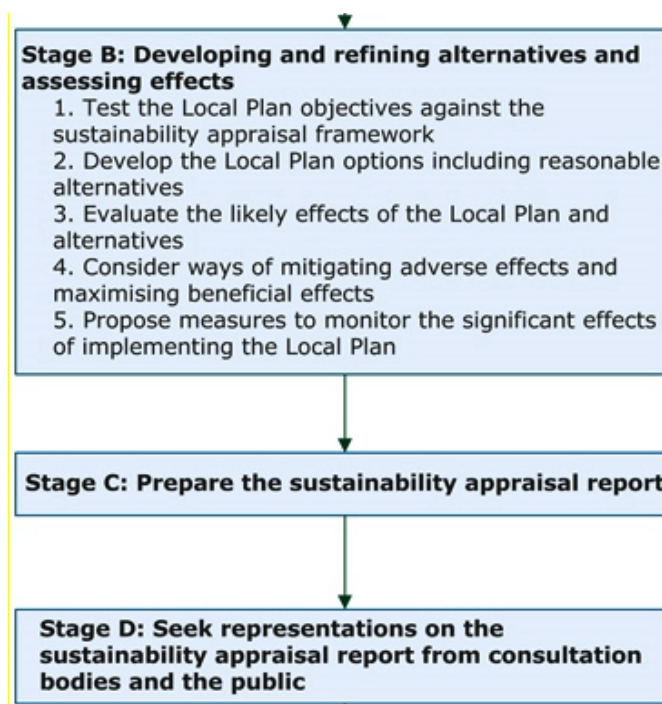 Stage B: Developing and refining alternatives and
assessing effects
1. Test the Local Plan objectives against the
sustainability appraisal framework
2. Develop the Local Plan options including reasonable
alternatives
3. Evaluate the likely effects of the Local Plan and
alternatives
4. Consider ways of mitigating adverse effects and
maximising beneficial effects
5. Propose measures to monitor the significant effects
of implementing the Local Plan
Stage C: Prepare the sustainability appraisal report
Stage D: Seek representations on the
sustainability appraisal report from consultation
bodies and the public